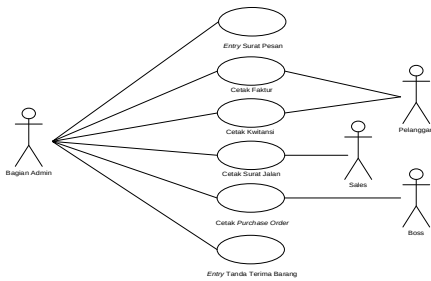 Entry Surat Pesan
Cetak Faktur
Cetak Kwitansi
Pelanggan
Bagian Admin
Cetak Surat Jalan
Sales
Cetak Purchase Order
Boss
Entry Tanda Terima Barang